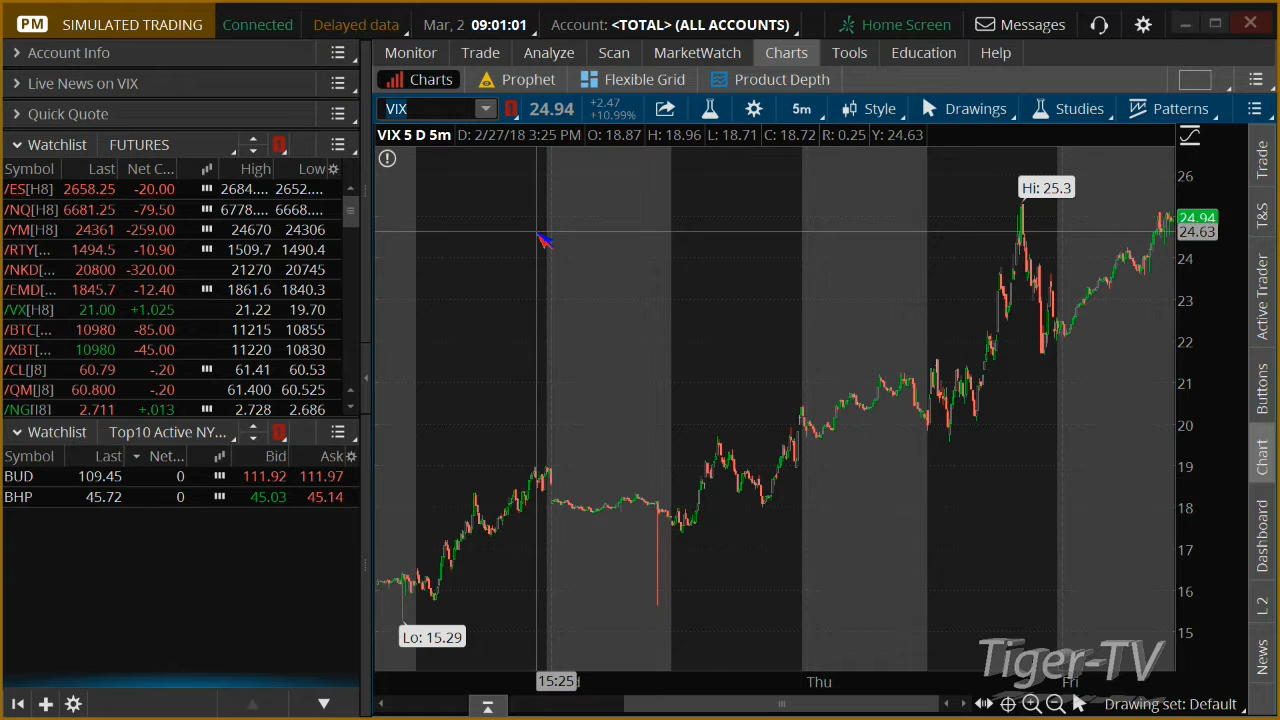 PM SIMULATED TRADING Connected Delayed data Mar, 2 09:01:01 Account: <TOTAL> (ALL ACCOUNTS) Home Screen Messages
Account Info
Live News on VIX
Quick Quote
Watchlist FUTURES
Symbol Last Net C... High Low
/ES[H8] 2658.25 -20.00 2684.... 2652....
/NQ[H8] 6681.25 -79.50 6778.... 6668....
/YM[H8] 24361 -259.00 24670 24306
/RTY[... 1494.5 -10.90 1509.7 1490.4
/NKD[... 20800 -320.00 21270 20745
/EMD[... 1845.7 -12.40 1861.6 1840.3
/VX[H8] 21.00 +1.025 21.22 19.70
/BTC[... 10980 -85.00 11215 10855
/XBT[... 10980 -45.00 11220 10830
/CL[J8] 60.79 -.20 61.41 60.53
/QM[J8] 60.800 -.20 61.400 60.525
/NG[J8] 2.711 +.013 2.728 2.686
Watchlist Top10 Active NY...
Symbol Last Net... Bid Ask
BUD 109.45 0 111.92 111.97
BHP 45.72 0 45.03 45.14
Monitor Trade Analyze Scan MarketWatch Charts Tools Education Help
Charts Prophet Flexible Grid Product Depth
VIX 24.94 +2.47 +10.99% 5m Style Drawings Studies Patterns
VIX 5 D 5m D: 2/27/18 3:25 PM O: 18.87 H: 18.96 L: 18.71 C: 18.72 R: 0.25 Y: 24.63
26
Hi: 25.3
24.94
24.63
24
23
22
21
20
19
18
17
16
15
Lo: 15.29
Tiger-TV
15:25 Thu Fri
Drawing set: Default
Trade
T&S
Active Trader
Buttons
Chart
Dashboard
L 2
News